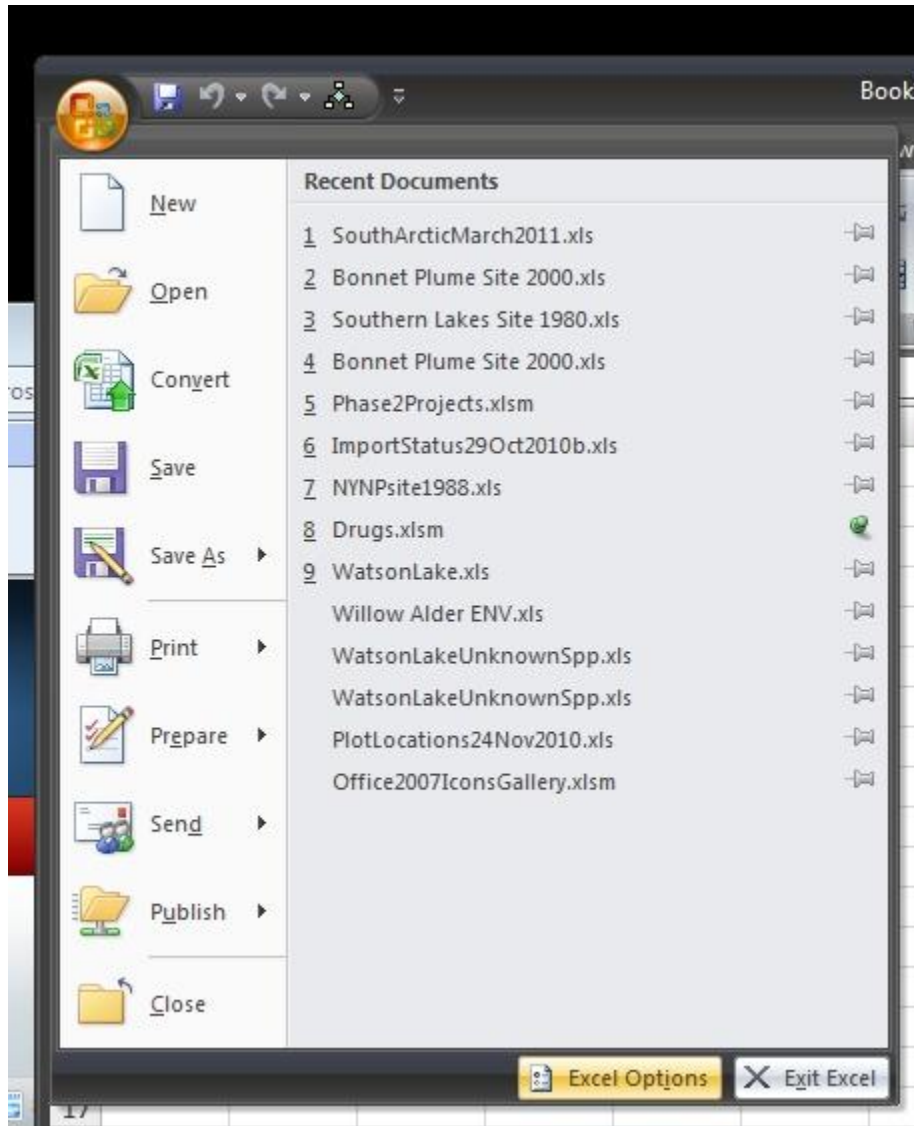 Book
New
Open
Convert
Save
Save As
Print
Prepare
Send
Publish
Close
Recent Documents
1 SouthArcticMarch2011.xls
2 Bonnet Plume Site 2000.xls
3 Southern Lakes Site 1980.xls
4 Bonnet Plume Site 2000.xls
5 Phase2Projects.xlsm
6 ImportStatus29Oct2010b.xls
7 NYNPsite1988.xls
8 Drugs.xlsm
9 WatsonLake.xls
Willow Alder ENV.xls
WatsonLakeUnknownSpp.xls
WatsonLakeUnknownSpp.xls
PlotLocations24Nov2010.xls
Office2007IconsGallery.xlsm
Excel Options
Exit Excel
17